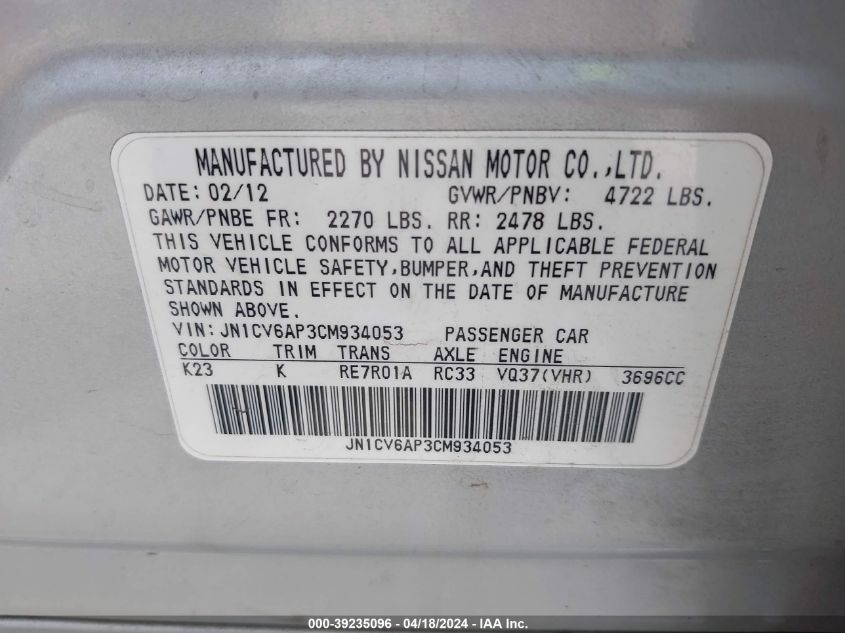 MANUFACTURED BY NISSAN MOTOR CO.,LTD.
DATE: 02/12 GVWR/PNBV: 4722 LBS.
GAWR/PNBE FR: 2270 LBS. RR: 2478 LBS.
THIS VEHICLE CONFORMS TO ALL APPLICABLE FEDERAL
MOTOR VEHICLE SAFETY,BUMPER,AND THEFT PREVENTION
STANDARDS IN EFFECT ON THE DATE OF MANUFACTURE
SHOWN ABOVE.
VIN: JN1CV6AP3CM934053 PASSENGER CAR
COLOR TRIM TRANS AXLE ENGINE
K23 K RE7R01A RC33 VQ37(VHR) 3696CC
JN1CV6AP3CM934053
000-39235096 - 04/18/2024 - IAA Inc.